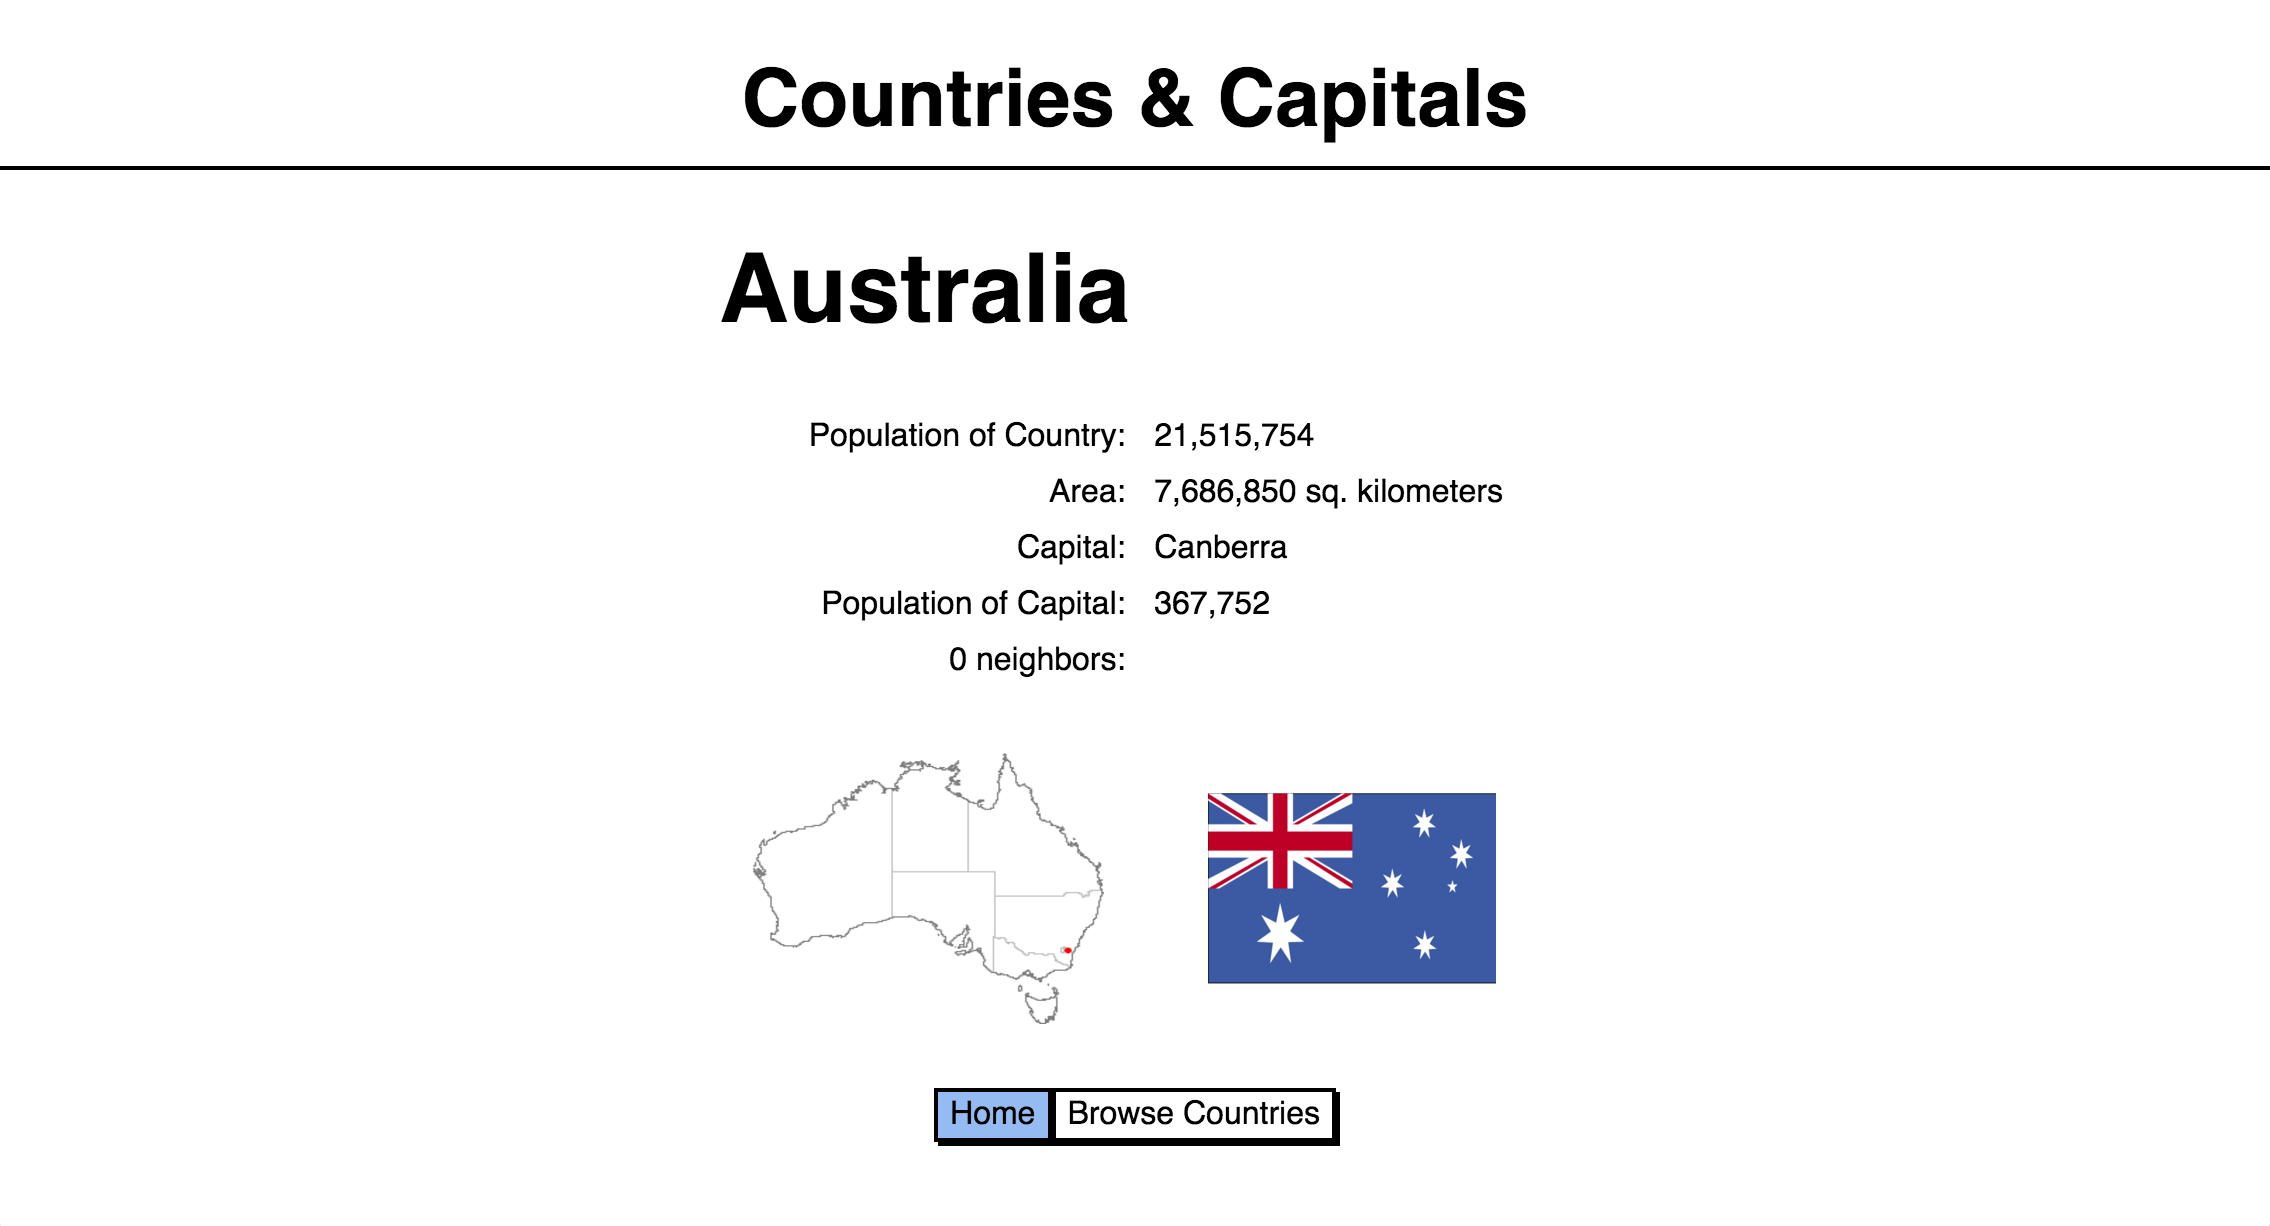 Countries & Capitals
Australia
Population of Country: 21,515,754
Area: 7,686,850 sq. kilometers
Capital: Canberra
Population of Capital: 367,752
0 neighbors:
Home Browse Countries